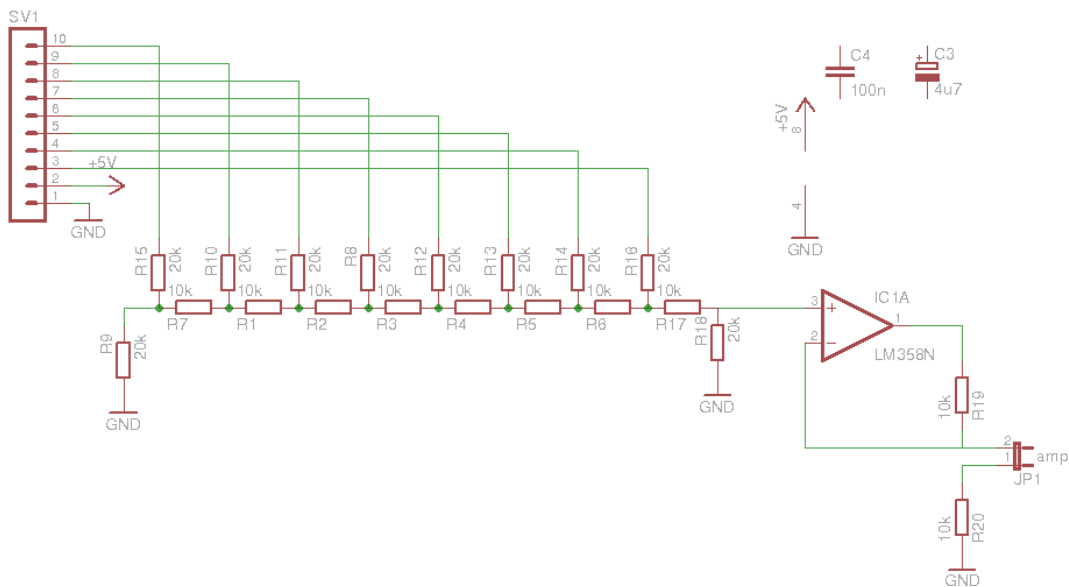 SV1
10
9
8
7
6
5
4
3
2
1
+5V
GND
C4
100n
C3
+
4u7
+5V
8
4
GND
R15
20k
R10
20k
R11
20k
R8
20k
R12
20k
R13
20k
R14
20k
R16
20k
10k
10k
10k
10k
10k
10k
10k
10k
R7
R1
R2
R3
R4
R5
R6
R17
R9
20k
GND
R18
20k
GND
3
+
2
−
1
IC1A
LM358N
10k
R19
2
1
amp
JP1
10k
R20
GND